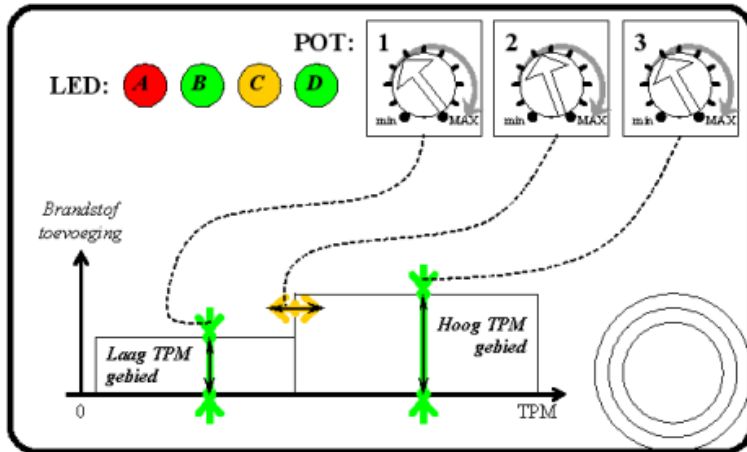 POT:
1
2
3
LED:
A
B
C
D
min
MAX
min
MAX
min
MAX
Brandstof
toevoeging
Laag TPM
gebied
Hoog TPM
gebied
0
TPM